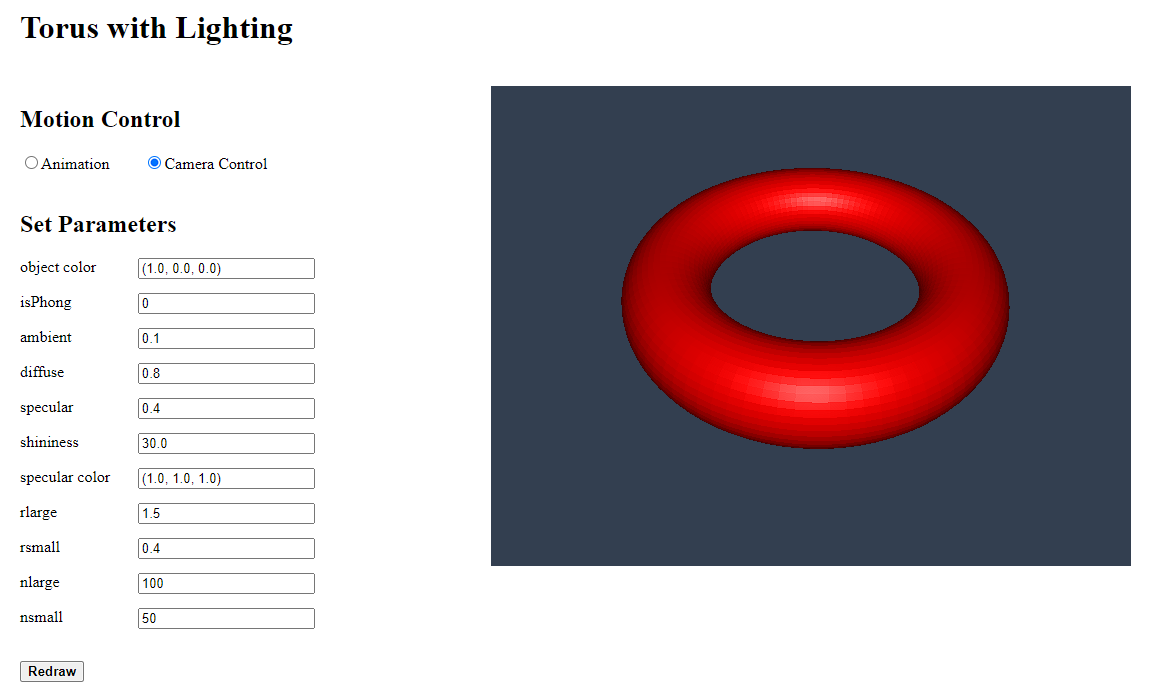 Torus with Lighting
Motion Control
Animation Camera Control
Set Parameters
object color (1.0, 0.0, 0.0)
isPhong 0
ambient 0.1
diffuse 0.8
specular 0.4
shininess 30.0
specular color (1.0, 1.0, 1.0)
rlarge 1.5
rsmall 0.4
nlarge 100
nsmall 50
Redraw